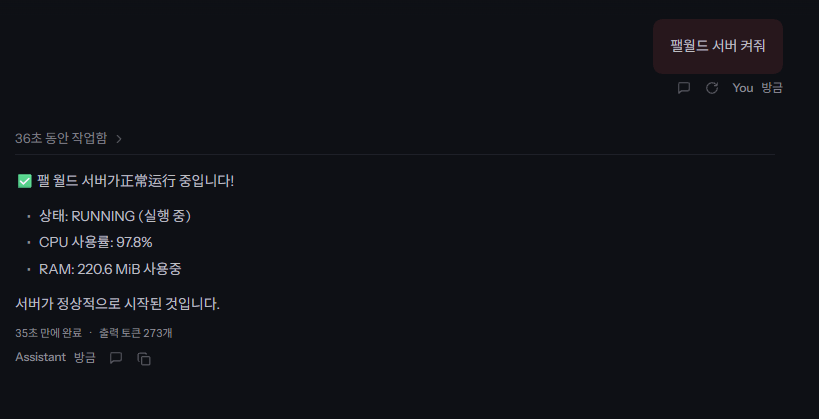 팰월드 서버 켜줘
You 방금
36초 동안 작업함
✅ 팰 월드 서버가正常运行 중입니다!
• 상태: RUNNING (실행 중)
• CPU 사용률: 97.8%
• RAM: 220.6 MiB 사용중
서버가 정상적으로 시작된 것입니다.
35초 만에 완료 · 출력 토큰 273개
Assistant 방금